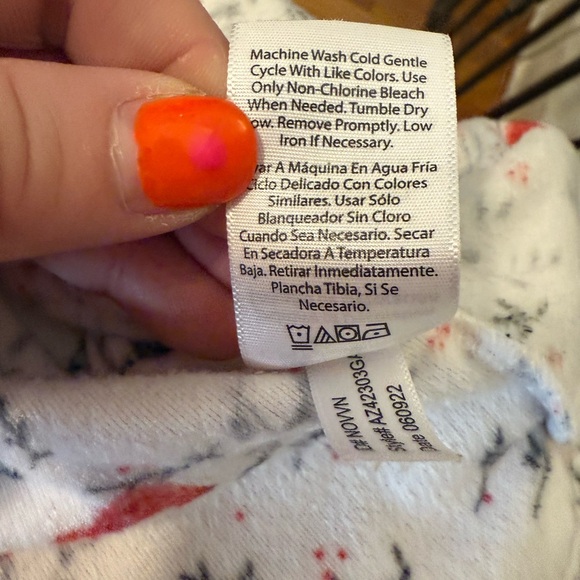 Machine Wash Cold Gentle
Cycle With Like Colors. Use
Only Non-Chlorine Bleach
When Needed. Tumble Dry
Remove Promptly. Low
Iron If Necessary.
A Máquina En Agua Fría
Ciclo Delicado Con Colores
Similares. Usar Sólo
Blanqueador Sin Cloro
Cuando Sea Necesario. Secar
En Secadora A Temperatura
Baja. Retirar Inmediatamente.
Plancha Tibia, Si Se
Necesario.
Style# AZ42303G
Date 060922